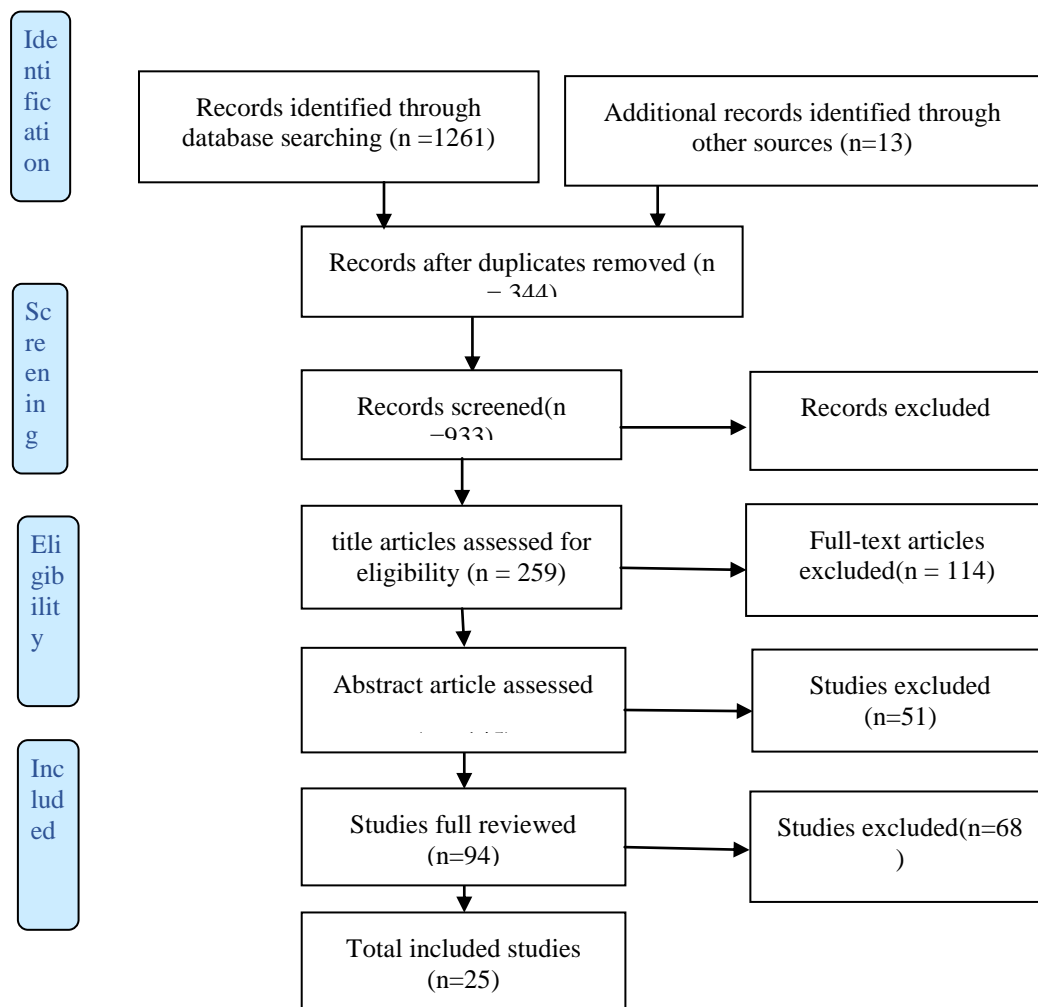 Ide
nti
fic
ati
on
Records identified through
database searching (n =1261)
Additional records identified through
other sources (n=13)
Records after duplicates removed (n
= 344)
Sc
re
en
in
g
Records screened(n
=933)
Records excluded
Eli
gib
ilit
y
title articles assessed for
eligibility (n = 259)
Full-text articles
excluded(n = 114)
Abstract article assessed
Studies excluded
(n=51)
Inc
lud
ed
Studies full reviewed
(n=94)
Studies excluded(n=68
)
Total included studies
(n=25)